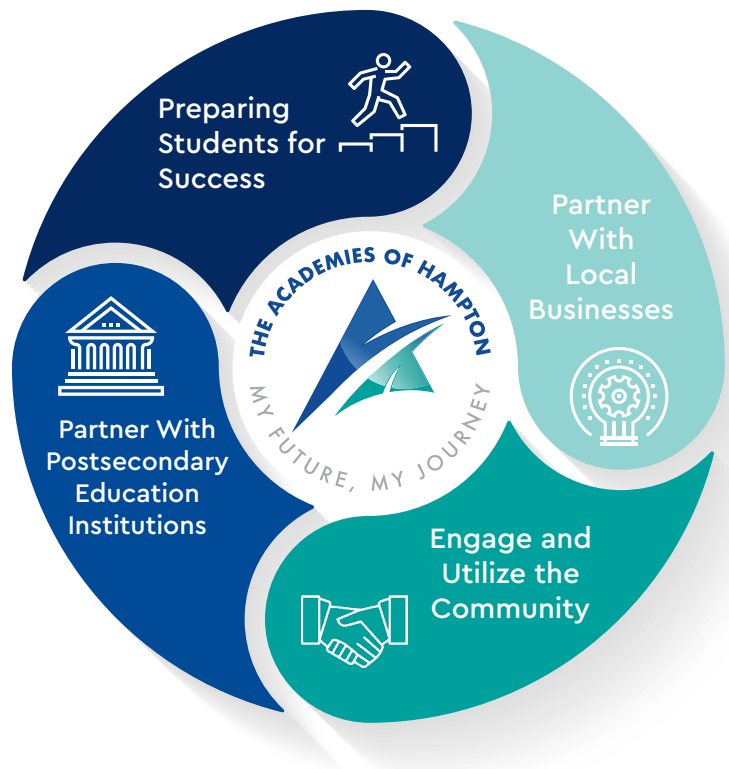 Preparing
Students for
Success
Partner
With
Local
Businesses
THE ACADEMIES OF HAMPTON
MY FUTURE, MY JOURNEY
Partner With
Postsecondary
Education
Institutions
Engage and
Utilize the
Community